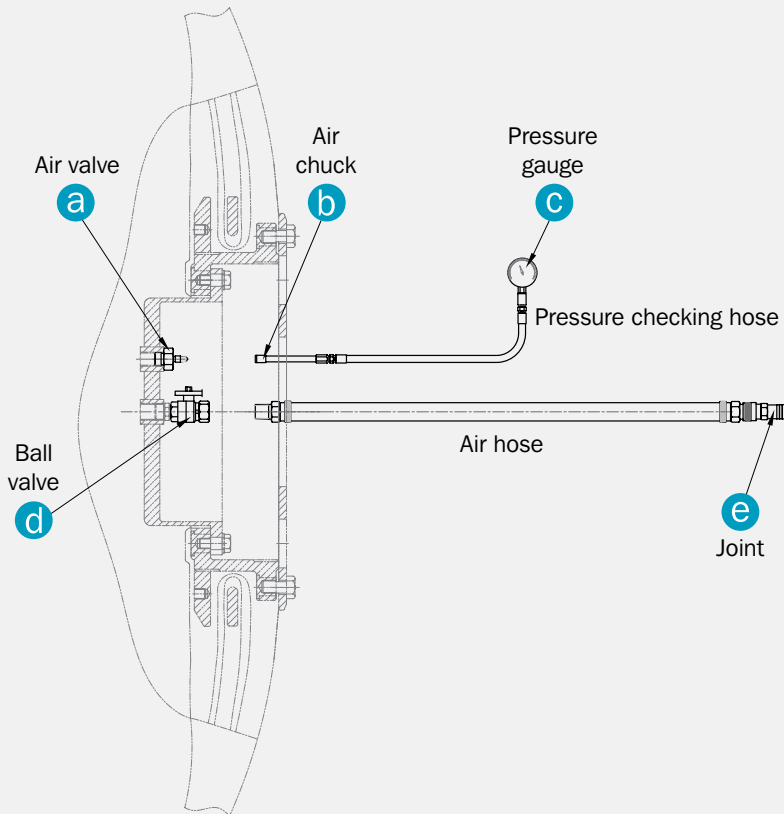 Air valve
a
Air
chuck
b
Pressure
gauge
c
Pressure checking hose
Air hose
Ball
valve
d
e
Joint